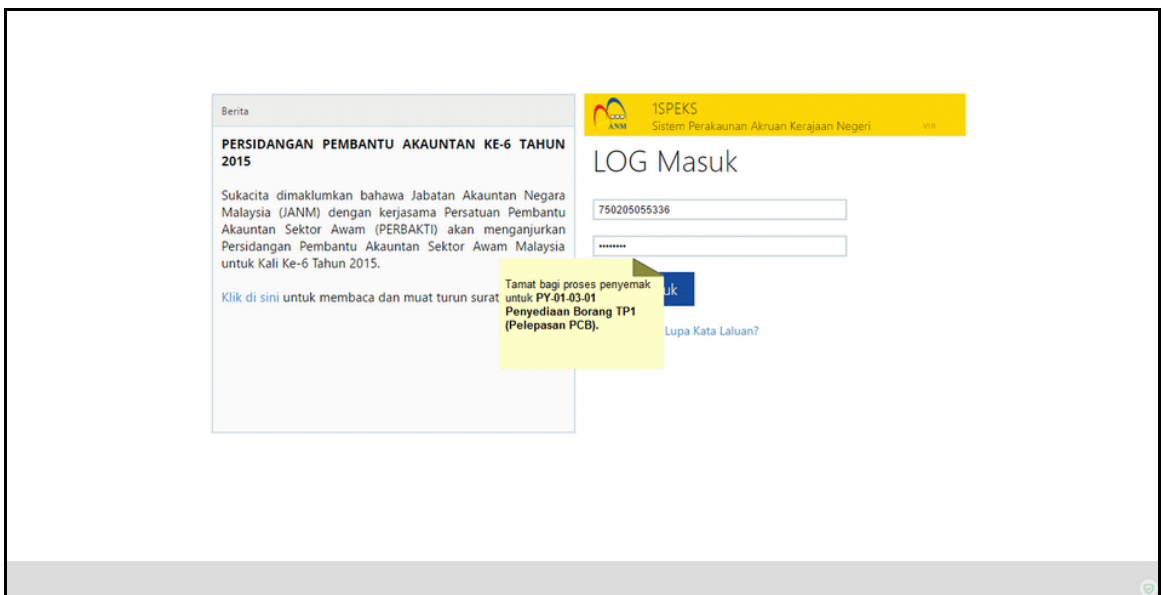 Berita
PERSIDANGAN PEMBANTU AKAUNTAN KE-6 TAHUN
2015
Sukacita dimaklumkan bahawa Jabatan Akauntan Negara
Malaysia (JANM) dengan kerjasama Persatuan Pembantu
Akauntan Sektor Awam (PERBAKTI) akan menganjurkan
Persidangan Pembantu Akauntan Sektor Awam Malaysia
untuk Kali Ke-6 Tahun 2015.
Klik di sini untuk membaca dan muat turun surat
ANM
1SPEKS
Sistem Perakaunan Akruan Kerajaan Negeri
LOG Masuk
750205055336
••••••••
uk
Lupa Kata Laluan?
Tamat bagi proses penyemak
untuk PY-01-03-01
Penyediaan Borang TP1
(Pelepasan PCB).